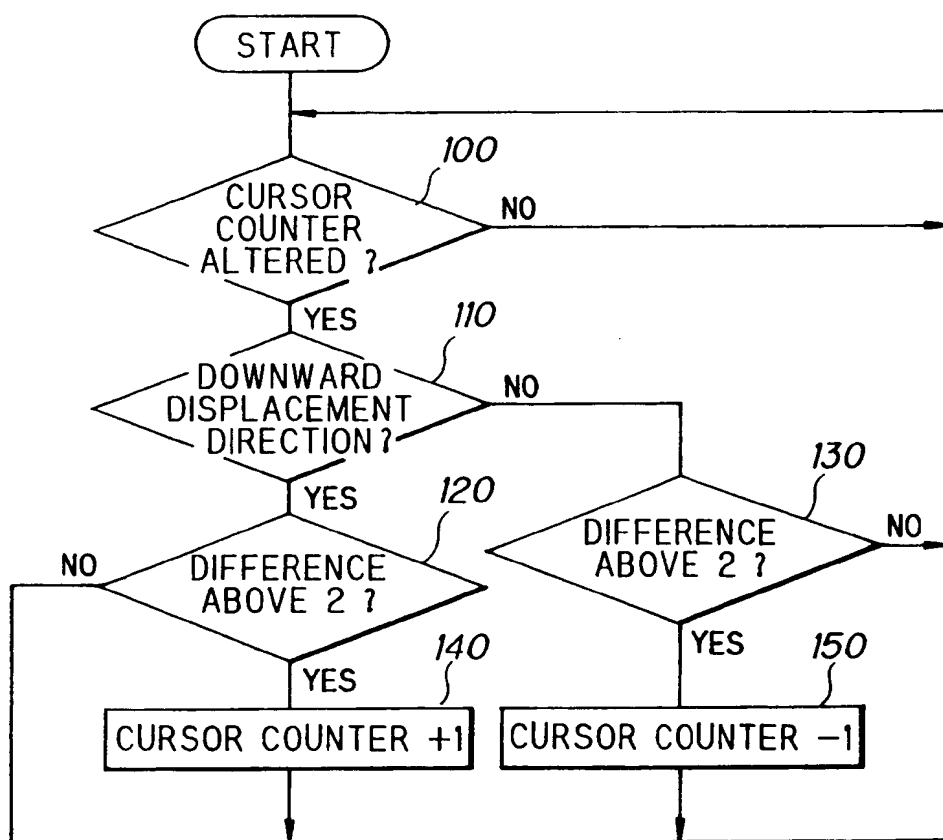 START
100
CURSOR
COUNTER
ALTERED ?
NO
YES
110
DOWNWARD
DISPLACEMENT
DIRECTION?
NO
YES
120
130
DIFFERENCE
ABOVE 2 ?
NO
DIFFERENCE
ABOVE 2 ?
NO
YES
140
YES
150
CURSOR COUNTER +1
CURSOR COUNTER -1